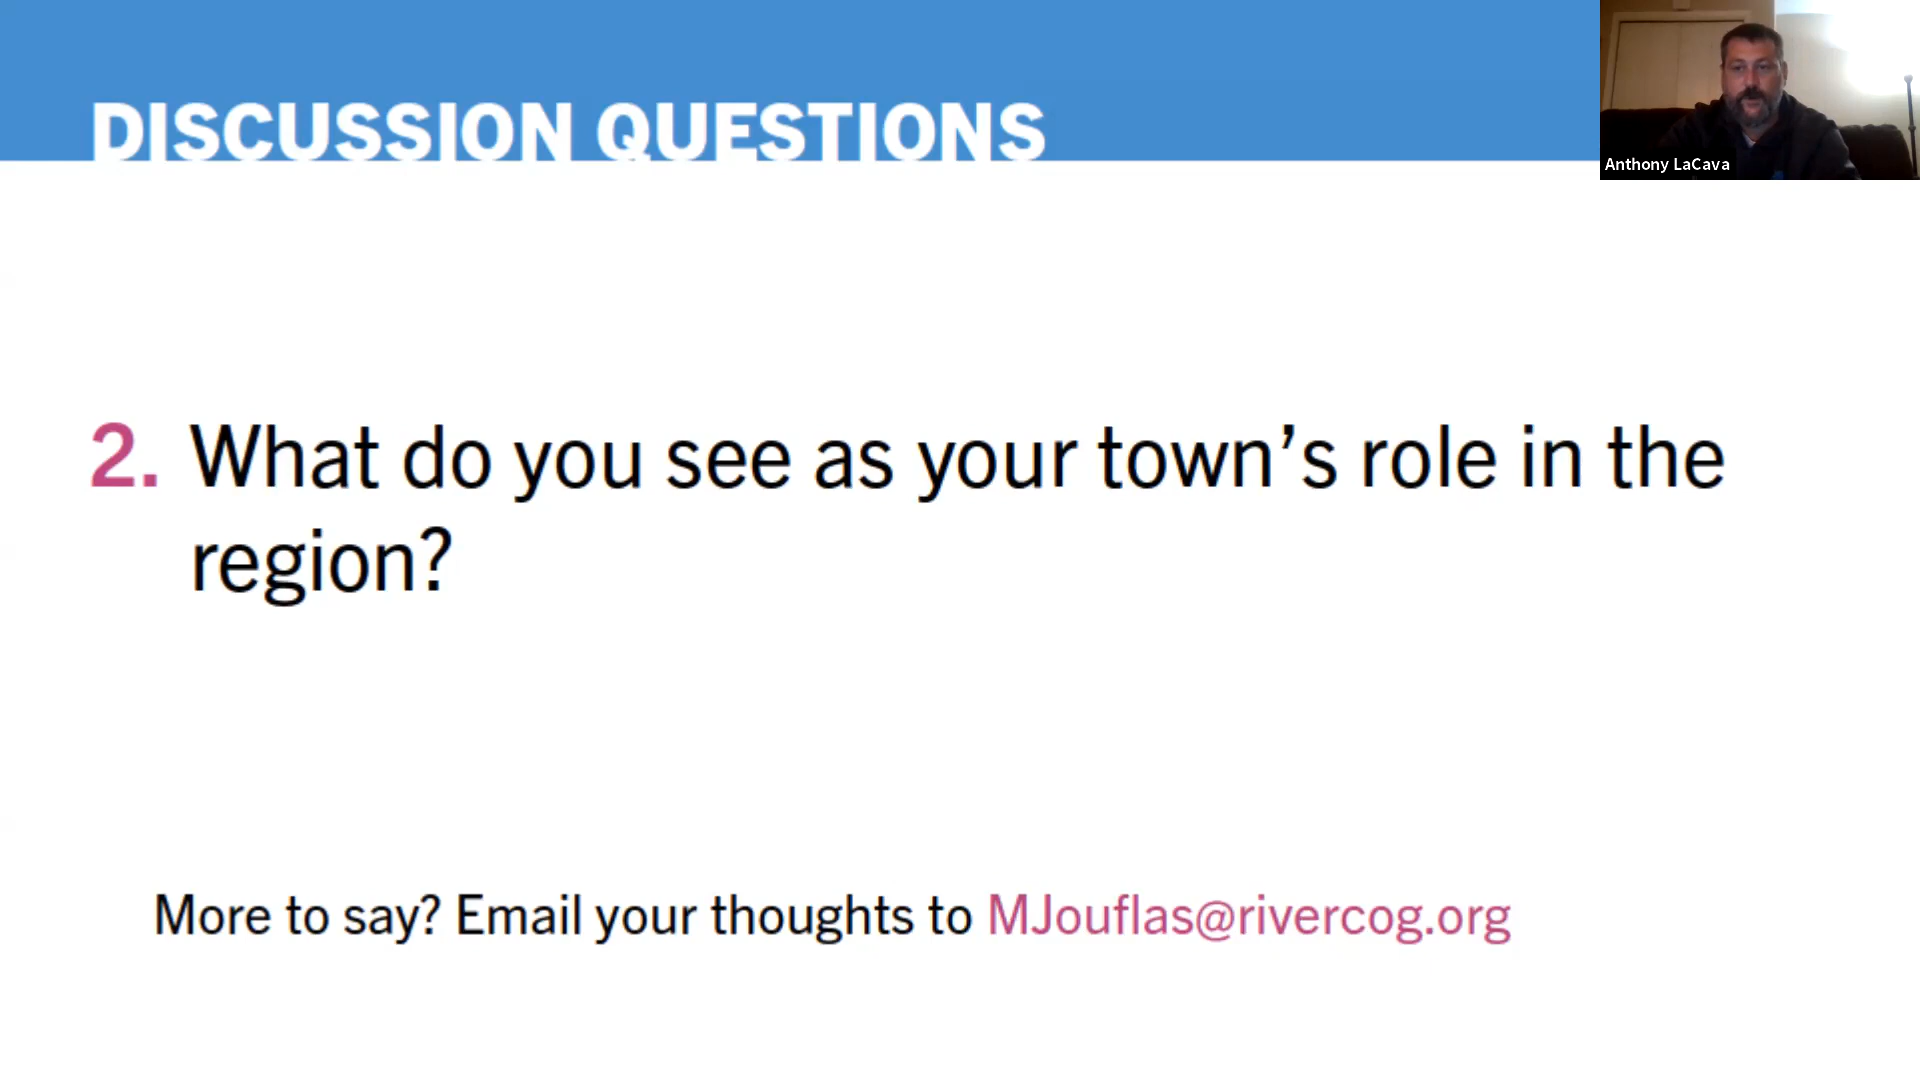 DISCUSSION QUESTIONS
Anthony LaCava
2. What do you see as your town’s role in the
region?
More to say? Email your thoughts to MJouflas@rivercog.org